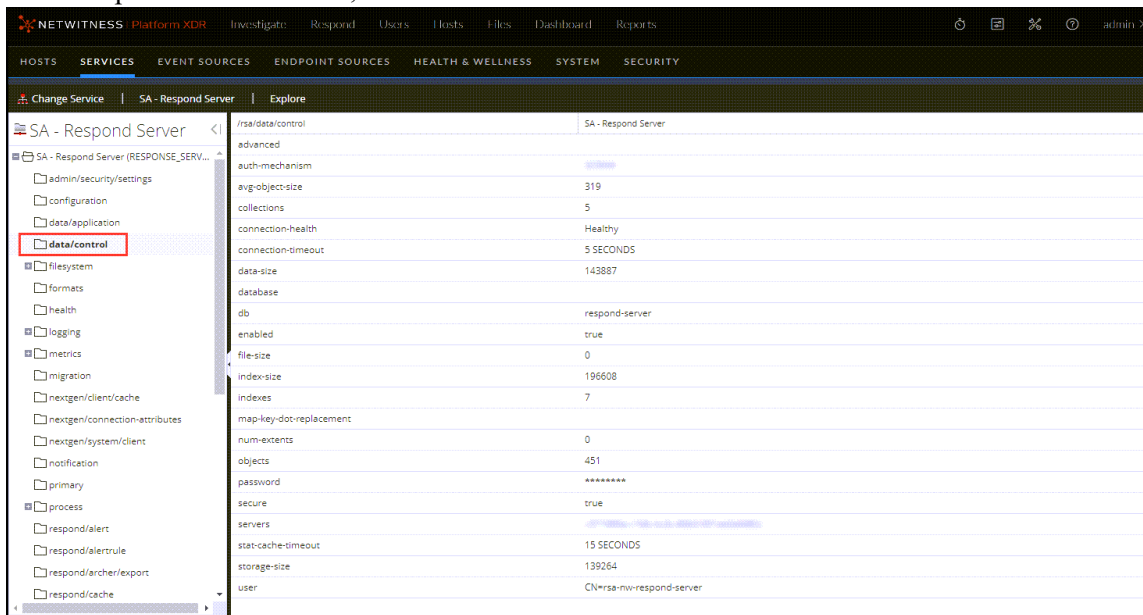 NETWITNESS Platform XDR Investigate Respond Users Hosts Files Dashboard Reports admin
HOSTS SERVICES EVENT SOURCES ENDPOINT SOURCES HEALTH & WELLNESS SYSTEM SECURITY
Change Service | SA - Respond Server | Explore
SA - Respond Server
SA - Respond Server (RESPONSE_SERV...
admin/security/settings
configuration
data/application
data/control
filesystem
formats
health
logging
metrics
migration
nextgen/client/cache
nextgen/connection-attributes
nextgen/system/client
notification
primary
process
respond/alert
respond/alertrule
respond/archer/export
respond/cache
/rsa/data/control SA - Respond Server
advanced
auth-mechanism
avg-object-size 319
collections 5
connection-health Healthy
connection-timeout 5 SECONDS
data-size 143887
database
db respond-server
enabled true
file-size 0
index-size 196608
indexes 7
map-key-dot-replacement
num-extents 0
objects 451
password ********
secure true
servers
stat-cache-timeout 15 SECONDS
storage-size 139264
user CN=rsa-nw-respond-server